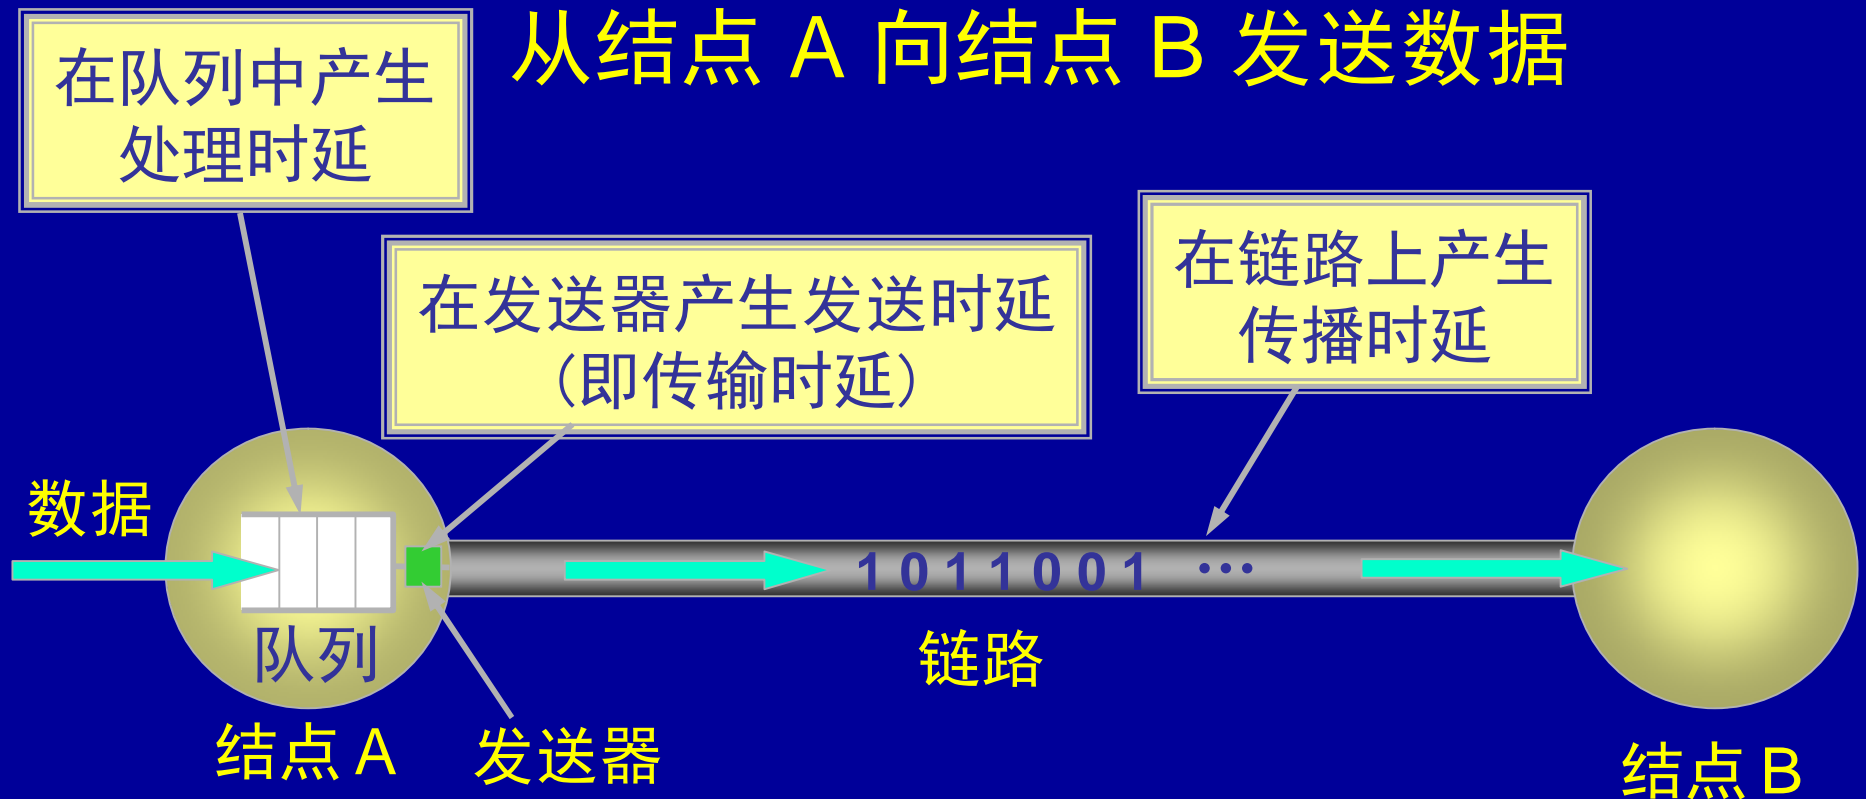 从结点 A 向结点 B 发送数据
在队列中产生
处理时延
在发送器产生发送时延
(即传输时延)
在链路上产生
传播时延
数据
1 0 1 1 0 0 1 …
队列
链路
结点 A
发送器
结点 B